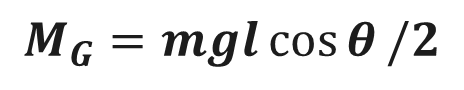 M_G = mgl cos θ /2